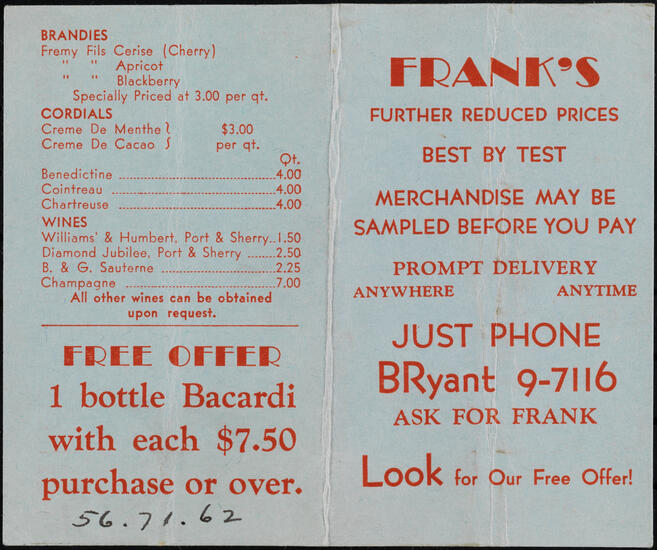 BRANDIES
Fremy Fils Cerise (Cherry)
" " Apricot
" " Blackberry
Specially Priced at 3.00 per qt.
CORDIALS
Creme De Menthe } $3.00
Creme De Cacao } per qt.
Qt.
Benedictine ........ 4.00
Cointreau ........ 4.00
Chartreuse ........ 4.00
WINES
Williams' & Humbert, Port & Sherry..1.50
Diamond Jubilee, Port & Sherry .......2.50
B. & G. Sauterne ........ 2.25
Champagne ........ 7.00
All other wines can be obtained
upon request.
FREE OFFER
1 bottle Bacardi
with each $7.50
purchase or over.
56.71.62
FRANK'S
FURTHER REDUCED PRICES
BEST BY TEST
MERCHANDISE MAY BE
SAMPLED BEFORE YOU PAY
PROMPT DELIVERY
ANYWHERE ANYTIME
JUST PHONE
BRyant 9-7116
ASK FOR FRANK
Look for Our Free Offer!